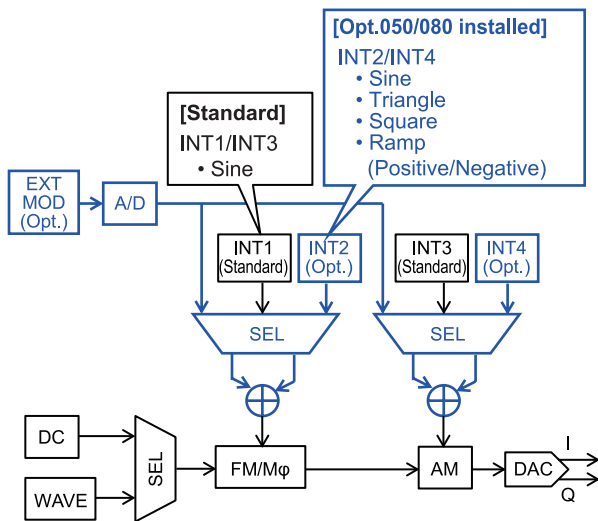 [Opt.050/080 installed]
INT2/INT4
• Sine
• Triangle
• Square
• Ramp
(Positive/Negative)
[Standard]
INT1/INT3
• Sine
EXT
MOD
(Opt.)
A/D
INT1
(Standard)
INT2
(Opt.)
INT3
(Standard)
INT4
(Opt.)
SEL
SEL
DC
WAVE
SEL
FM/Mφ
AM
DAC
I
Q